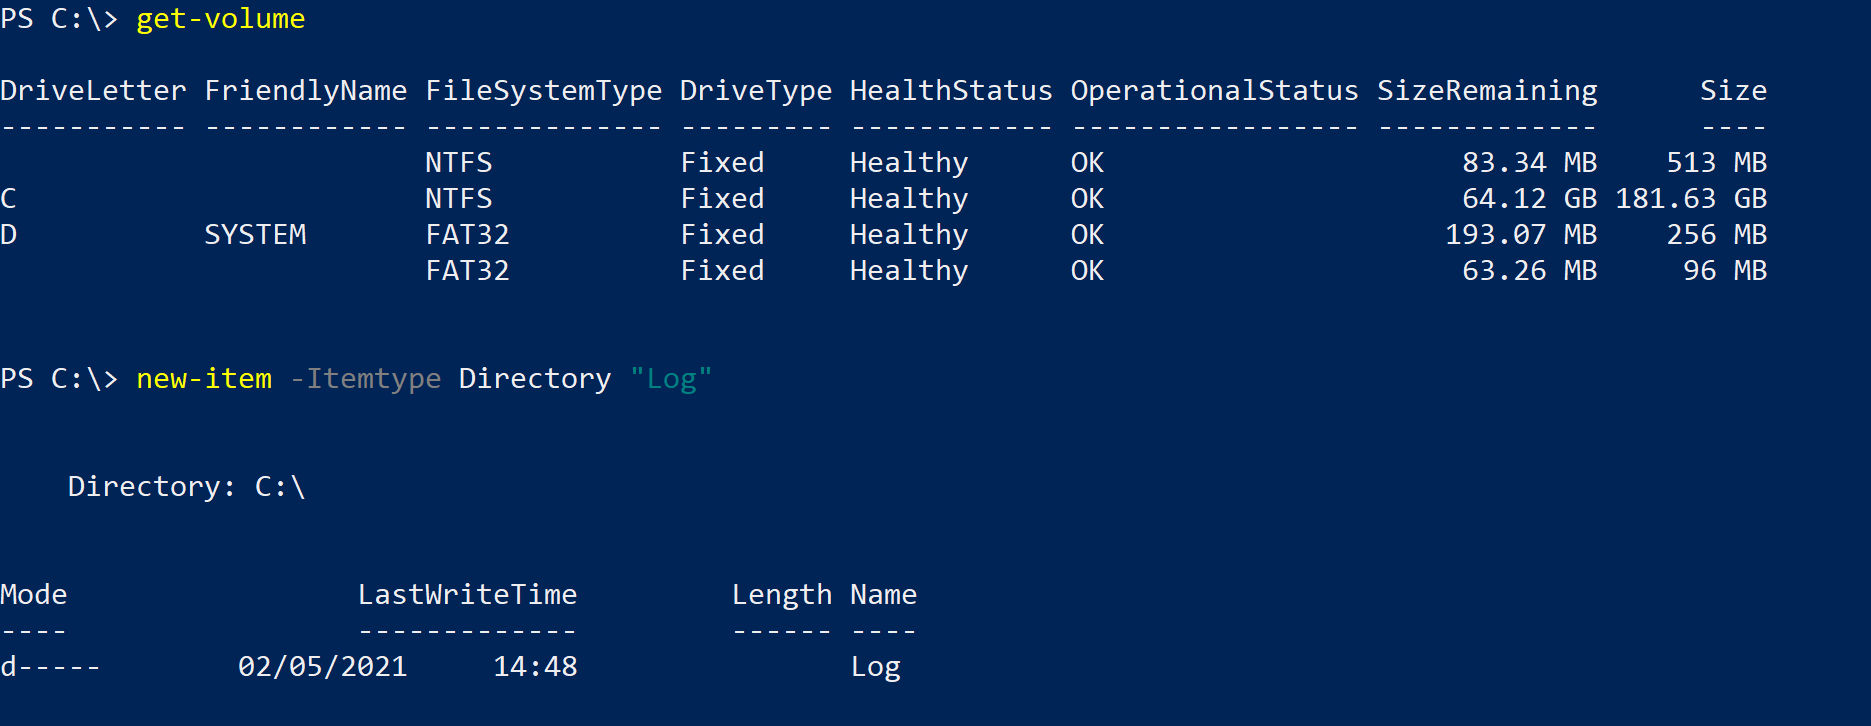 PS C:\> get-volume
DriveLetter FriendlyName FileSystemType DriveType HealthStatus OperationalStatus SizeRemaining      Size
----------- ------------ -------------- --------- ------------ ----------------- -------------      ----
                         NTFS           Fixed     Healthy      OK                     83.34 MB    513 MB
C                        NTFS           Fixed     Healthy      OK                     64.12 GB 181.63 GB
D           SYSTEM       FAT32          Fixed     Healthy      OK                    193.07 MB    256 MB
                         FAT32          Fixed     Healthy      OK                     63.26 MB     96 MB
PS C:\> new-item -Itemtype Directory "Log"
    Directory: C:\
Mode                 LastWriteTime         Length Name
----                 -------------         ------ ----
d-----        02/05/2021     14:48                Log